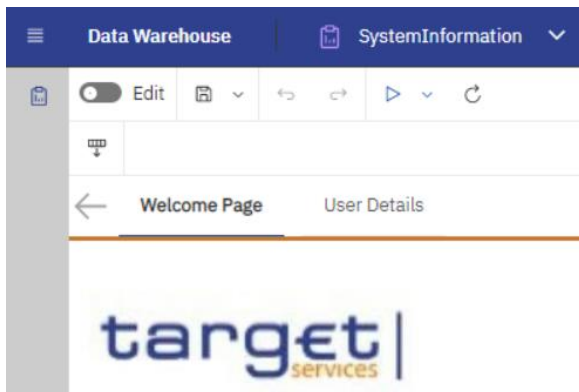 Data Warehouse SystemInformation
Edit
Welcome Page User Details
target
services